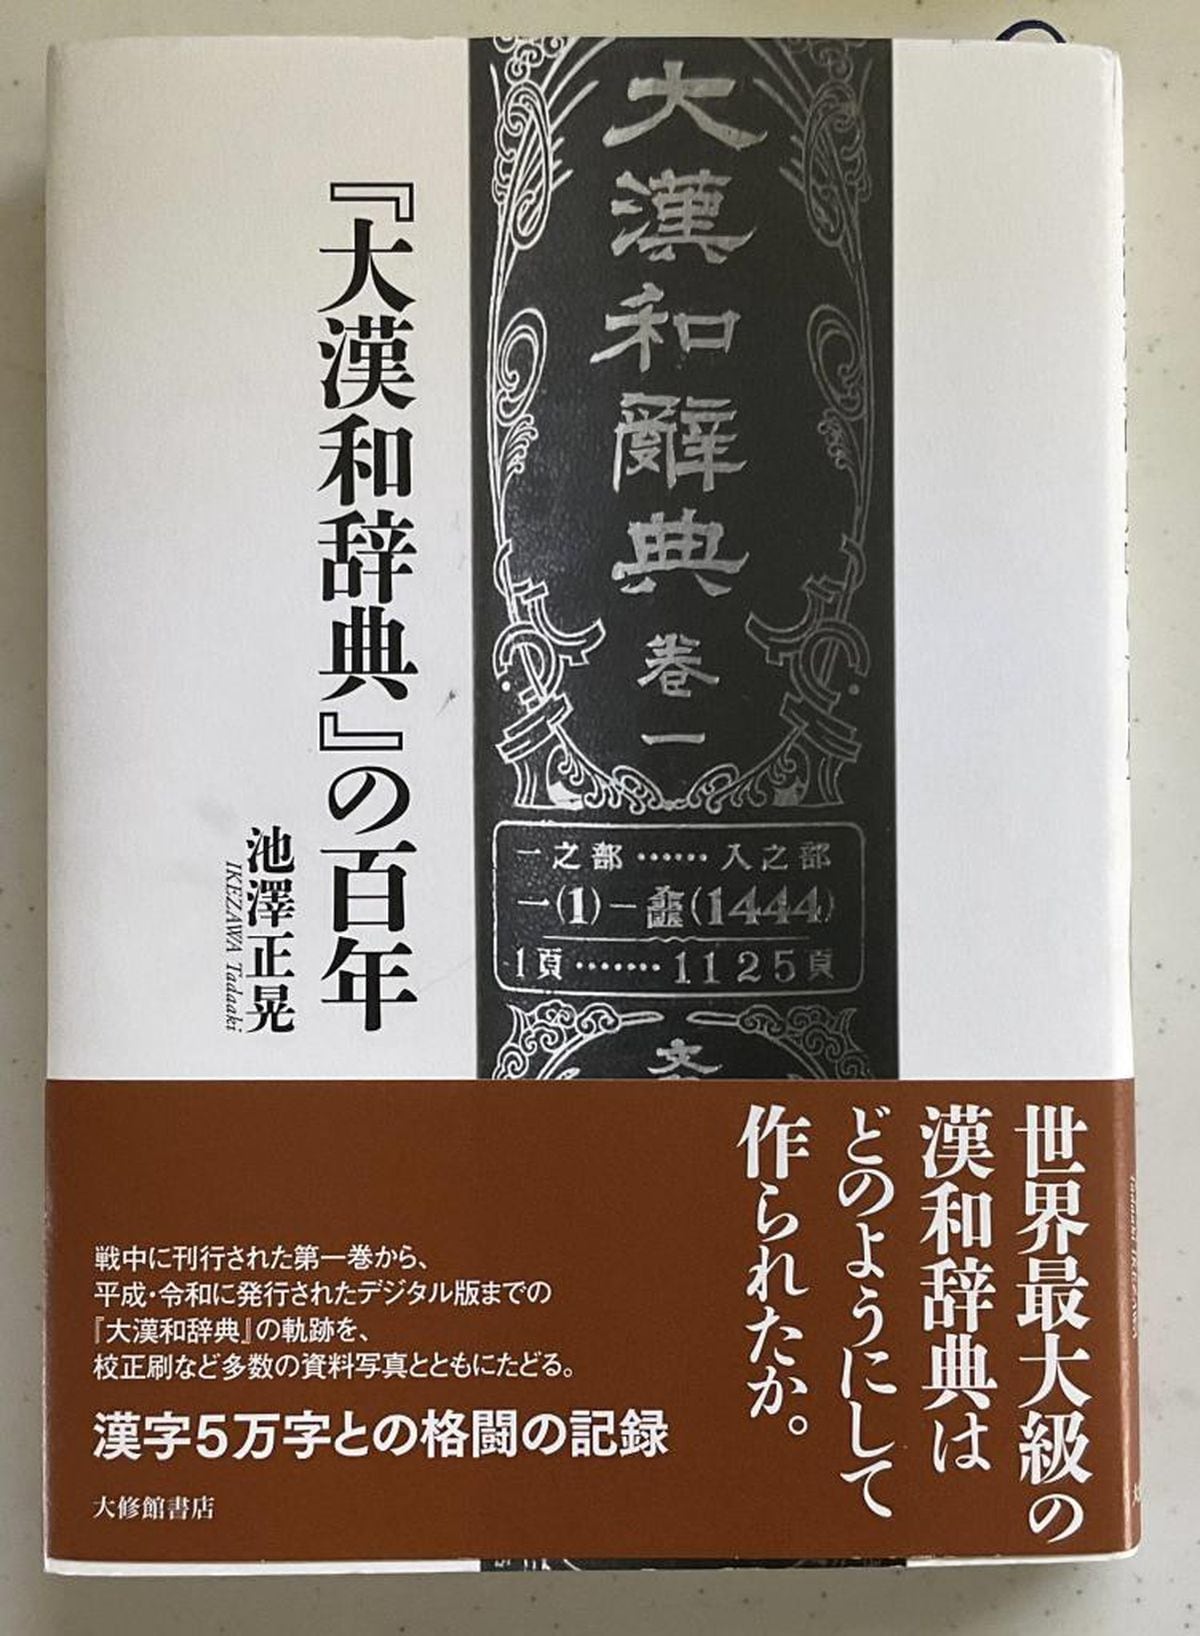 大漢和辭典 巻一
一之部……入之部
1頁……1125頁
『大漢和辞典』の百年
池澤正晃
IKEZAWA Tadaaki
世界最大級の
漢和辞典は
どのようにして
作られたか。
戦中に刊行された第一巻から、
平成・令和に発行されたデジタル版までの
『大漢和辞典』の軌跡を、
校正刷など多数の資料写真とともにたどる。
漢字5万字との格闘の記録
大修館書店